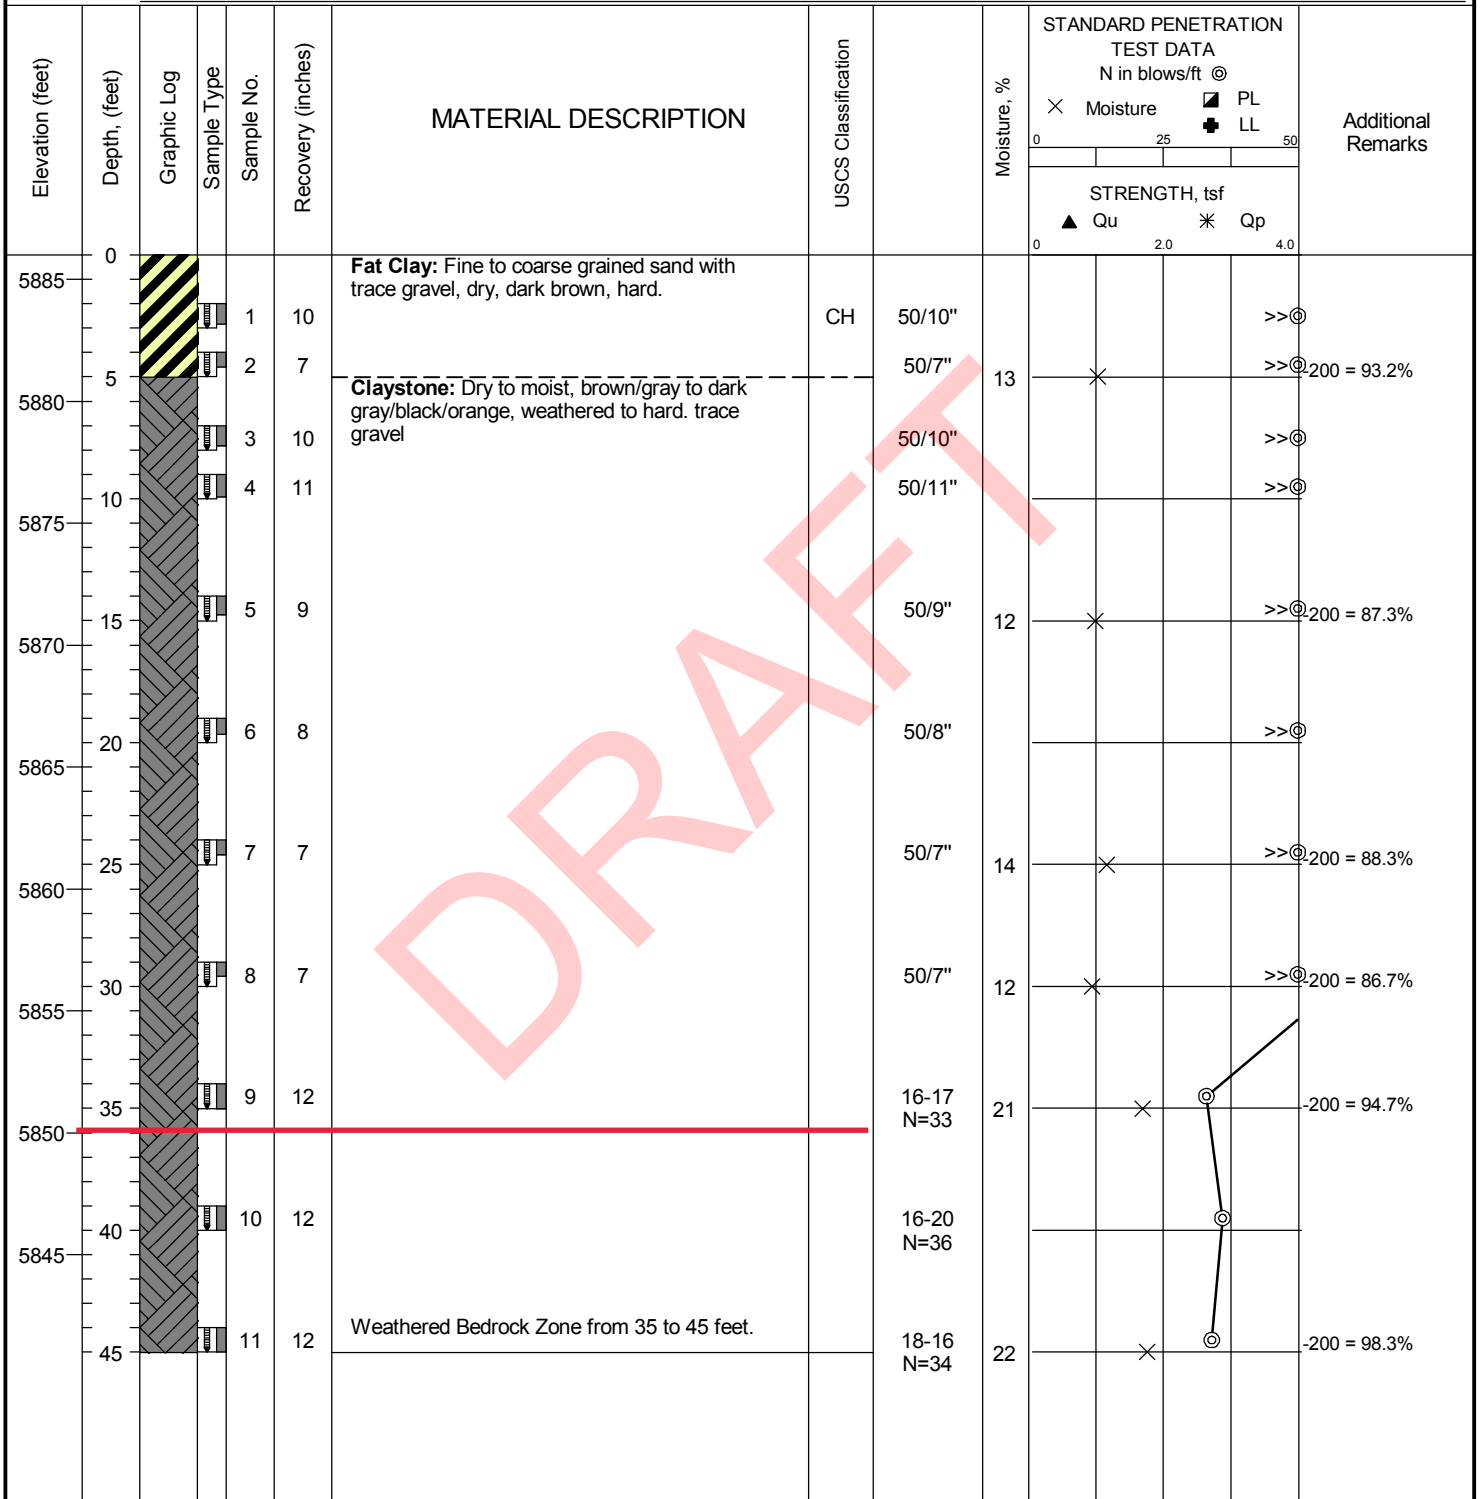 Elevation (feet)
Depth, (feet)
Graphic Log
Sample Type
Sample No.
Recovery (inches)
MATERIAL DESCRIPTION
USCS Classification
Moisture, %
STANDARD PENETRATION
TEST DATA
N in blows/ft
Moisture
PL
LL
0 25 50
STRENGTH, tsf
Qu Qp
0 2.0 4.0
Additional
Remarks
0
Fat Clay: Fine to coarse grained sand with
trace gravel, dry, dark brown, hard.
5885
1 10 CH 50/10" >>
2 7 50/7" >>
-200 = 93.2%
5
13
Claystone: Dry to moist, brown/gray to dark
gray/black/orange, weathered to hard. trace
gravel
5880
3 10 50/10" >>
4 11 50/11" >>
10
5875
5 9 50/9" >>
-200 = 87.3%
15
12
5870
6 8 50/8" >>
20
5865
7 7 50/7" >>
-200 = 88.3%
25
14
5860
8 7 50/7" >>
-200 = 86.7%
30
12
5855
9 12 16-17
N=33
35
21
-200 = 94.7%
5850
10 12 16-20
N=36
40
5845
Weathered Bedrock Zone from 35 to 45 feet.
11 12 18-16
N=34
45
22
-200 = 98.3%
DRAFT